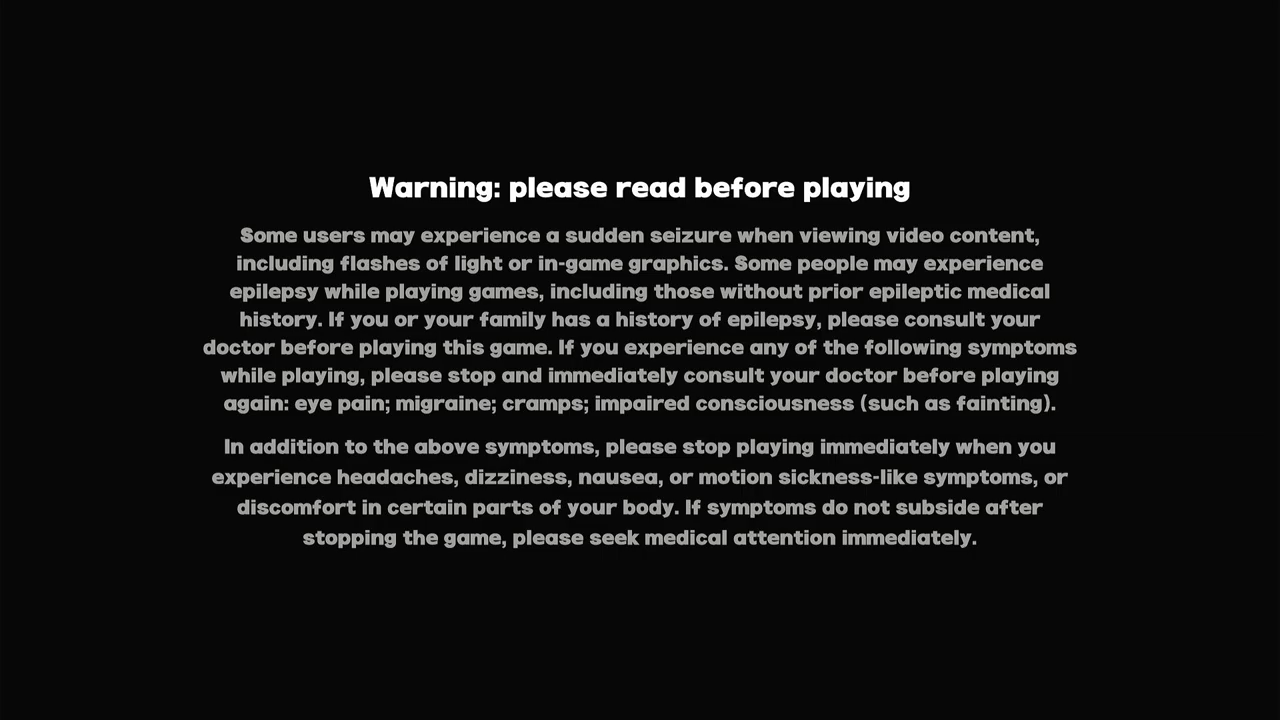 Warning: please read before playing
Some users may experience a sudden seizure when viewing video content,
including flashes of light or in-game graphics. Some people may experience
epilepsy while playing games, including those without prior epileptic medical
history. If you or your family has a history of epilepsy, please consult your
doctor before playing this game. If you experience any of the following symptoms
while playing, please stop and immediately consult your doctor before playing
again: eye pain; migraine; cramps; impaired consciousness (such as fainting).
In addition to the above symptoms, please stop playing immediately when you
experience headaches, dizziness, nausea, or motion sickness-like symptoms, or
discomfort in certain parts of your body. If symptoms do not subside after
stopping the game, please seek medical attention immediately.